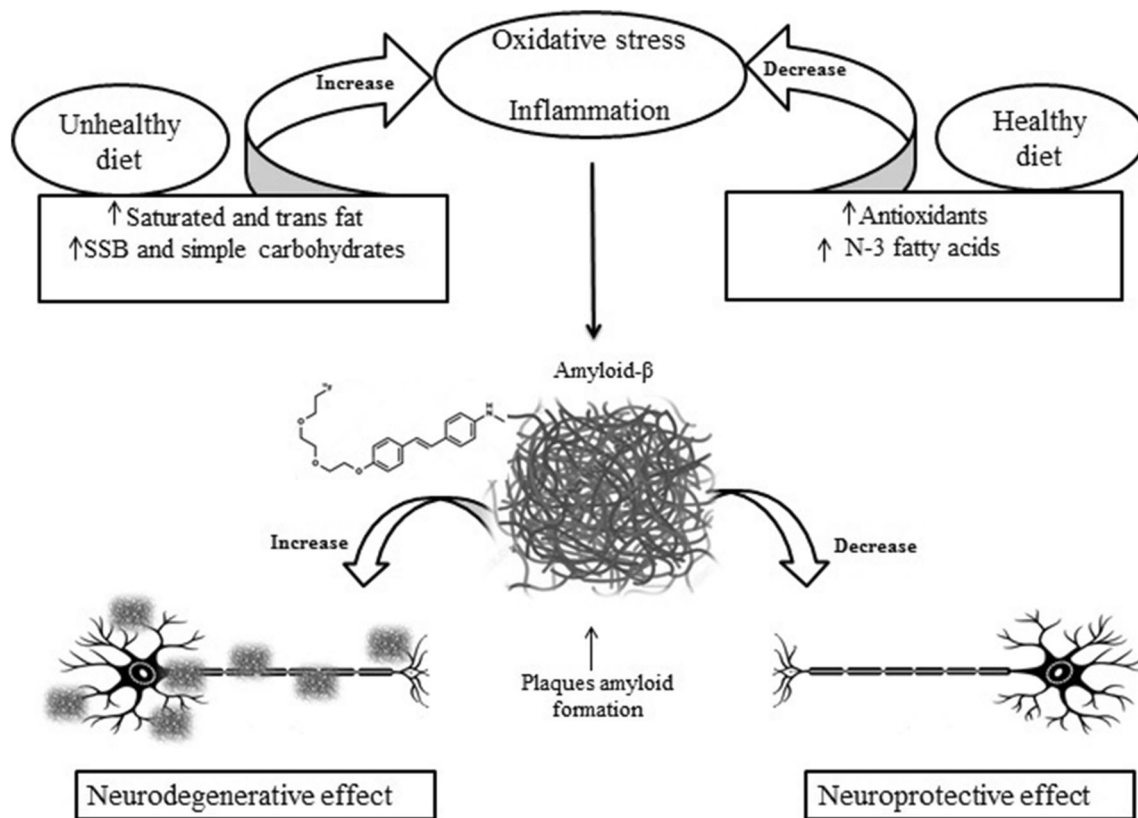 Oxidative stress
Inflammation
Increase
Decrease
Unhealthy
diet
Healthy
diet
↑Saturated and trans fat
↑SSB and simple carbohydrates
↑ Antioxidants
↑ N-3 fatty acids
Amyloid-β
H
N
O
O
O
Increase
Decrease
↑
Plaques amyloid
formation
Neurodegenerative effect
Neuroprotective effect